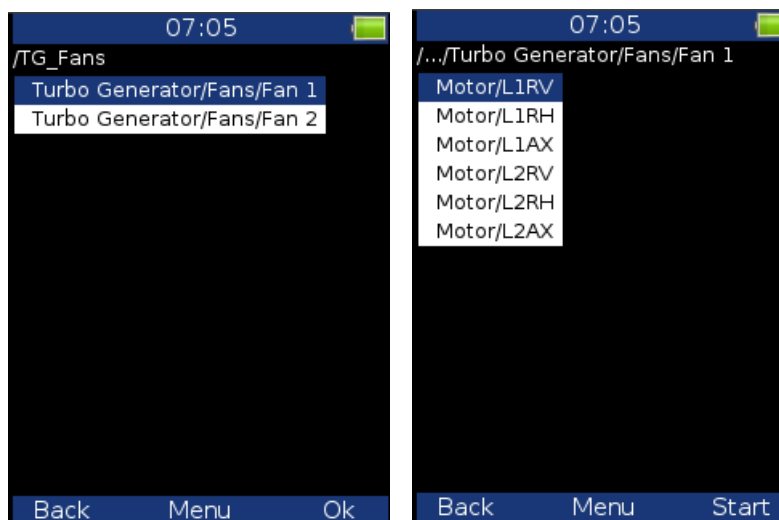 07:05
/TG_Fans
Turbo Generator/Fans/Fan 1
Turbo Generator/Fans/Fan 2
Back Menu Ok
07:05
/.../Turbo Generator/Fans/Fan 1
Motor/L1RV
Motor/L1RH
Motor/L1AX
Motor/L2RV
Motor/L2RH
Motor/L2AX
Back Menu Start